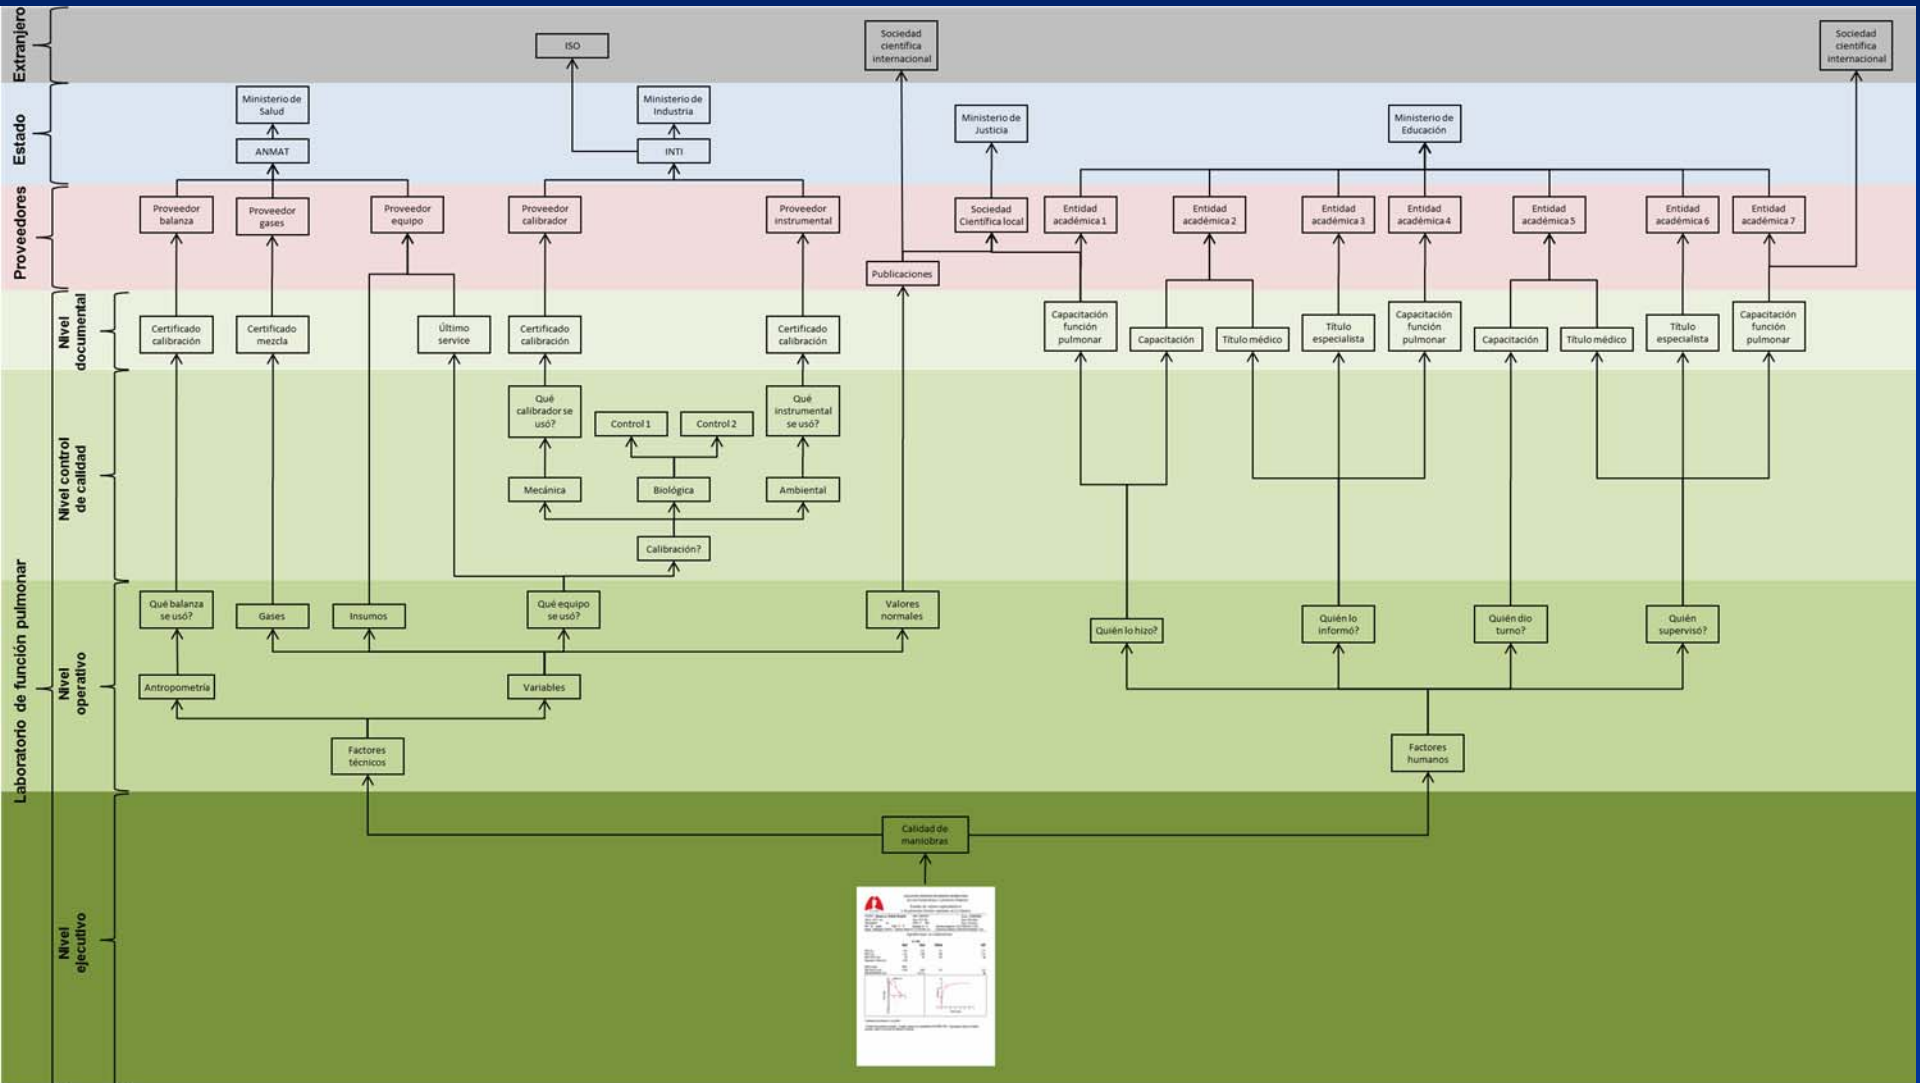 Extranjero
ISO
Sociedad
científica
internacional
Sociedad
científica
internacional
Estado
Ministerio de
Salud
ANMAT
Ministerio de
Industria
INTI
Ministerio de
Justicia
Ministerio de
Educación
Proveedores
Proveedor
balanza
Proveedor
gases
Proveedor
equipo
Proveedor
calibrador
Proveedor
instrumental
Publicaciones
Sociedad
Científica local
Entidad
académica 1
Entidad
académica 2
Entidad
académica 3
Entidad
académica 4
Entidad
académica 5
Entidad
académica 6
Entidad
académica 7
Laboratorio de función pulmonar
Nivel
documental
Certificado
calibración
Certificado
mezcla
Último
service
Certificado
calibración
Certificado
calibración
Capacitación
función
pulmonar
Capacitación
Título médico
Título
especialista
Capacitación
función
pulmonar
Capacitación
Título médico
Título
especialista
Capacitación
función
pulmonar
Nivel control
de calidad
Qué
calibrador se
usó?
Control 1
Control 2
Qué
instrumental
se usó?
Mecánica
Biológica
Ambiental
Calibración?
Nivel
operativo
Qué balanza
se usó?
Gases
Insumos
Qué equipo
se usó?
Valores
normales
Quién lo hizo?
Quién lo
informó?
Quién dio
turno?
Quién
supervisó?
Antropometría
Variables
Factores
técnicos
Factores
humanos
Nivel
ejecutivo
Calidad de
maniobras